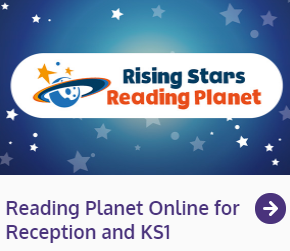 Rising Stars
Reading Planet
Reading Planet Online for
Reception and KS1